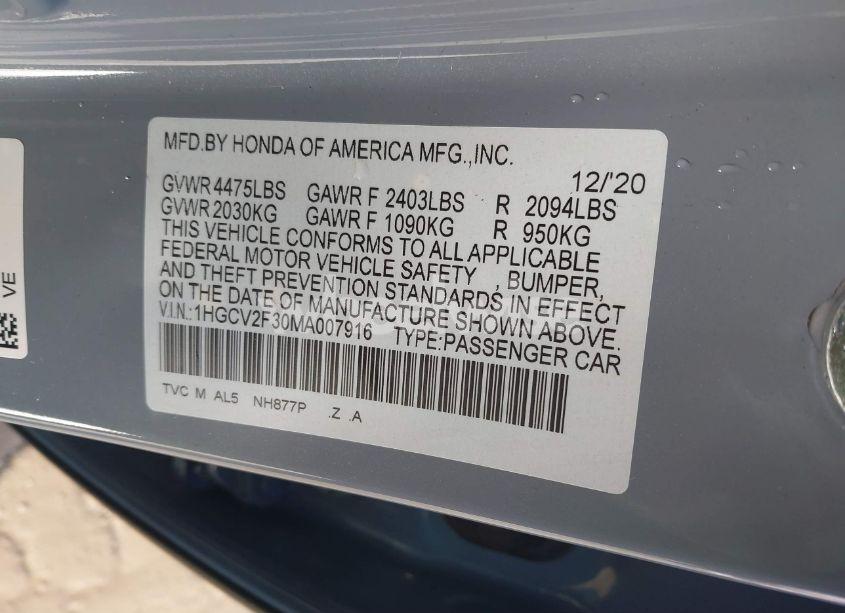 MFD.BY HONDA OF AMERICA MFG.,INC.
12/'20
GVWR 4475LBS GAWR F 2403LBS R 2094LBS
GVWR 2030KG GAWR F 1090KG R 950KG
THIS VEHICLE CONFORMS TO ALL APPLICABLE
FEDERAL MOTOR VEHICLE SAFETY , BUMPER,
AND THEFT PREVENTION STANDARDS IN EFFECT
ON THE DATE OF MANUFACTURE SHOWN ABOVE.
V.I.N.:1HGCV2F30MA007916 TYPE:PASSENGER CAR
TVC M AL5 NH877P .Z .A
VE